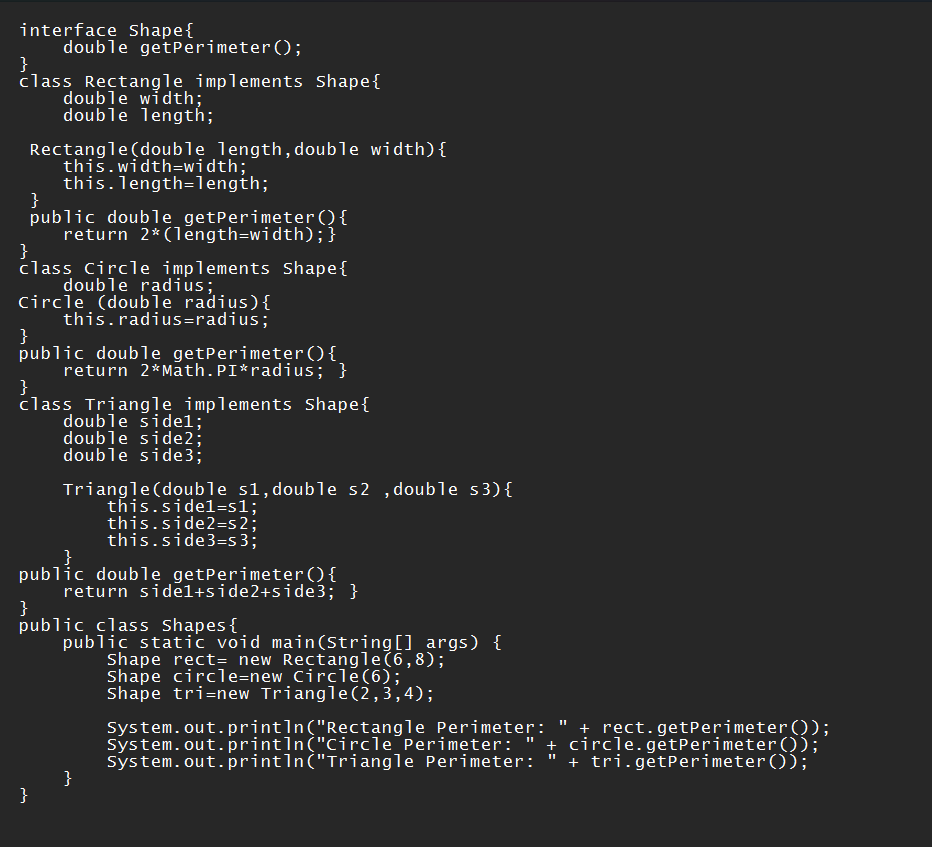 interface Shape{
    double getPerimeter();
}
class Rectangle implements Shape{
    double width;
    double length;

 Rectangle(double length,double width){
    this.width=width;
    this.length=length;
 }
 public double getPerimeter(){
    return 2*(length=width);}
}
class Circle implements Shape{
    double radius;
Circle (double radius){
    this.radius=radius;
}
public double getPerimeter(){
    return 2*Math.PI*radius; }
}
class Triangle implements Shape{
    double side1;
    double side2;
    double side3;

    Triangle(double s1,double s2 ,double s3){
        this.side1=s1;
        this.side2=s2;
        this.side3=s3;
    }
public double getPerimeter(){
    return side1+side2+side3; }
}
public class Shapes{
    public static void main(String[] args) {
        Shape rect= new Rectangle(6,8);
        Shape circle=new Circle(6);
        Shape tri=new Triangle(2,3,4);

        System.out.println("Rectangle Perimeter: " + rect.getPerimeter());
        System.out.println("Circle Perimeter: " + circle.getPerimeter());
        System.out.println("Triangle Perimeter: " + tri.getPerimeter());
    }
}